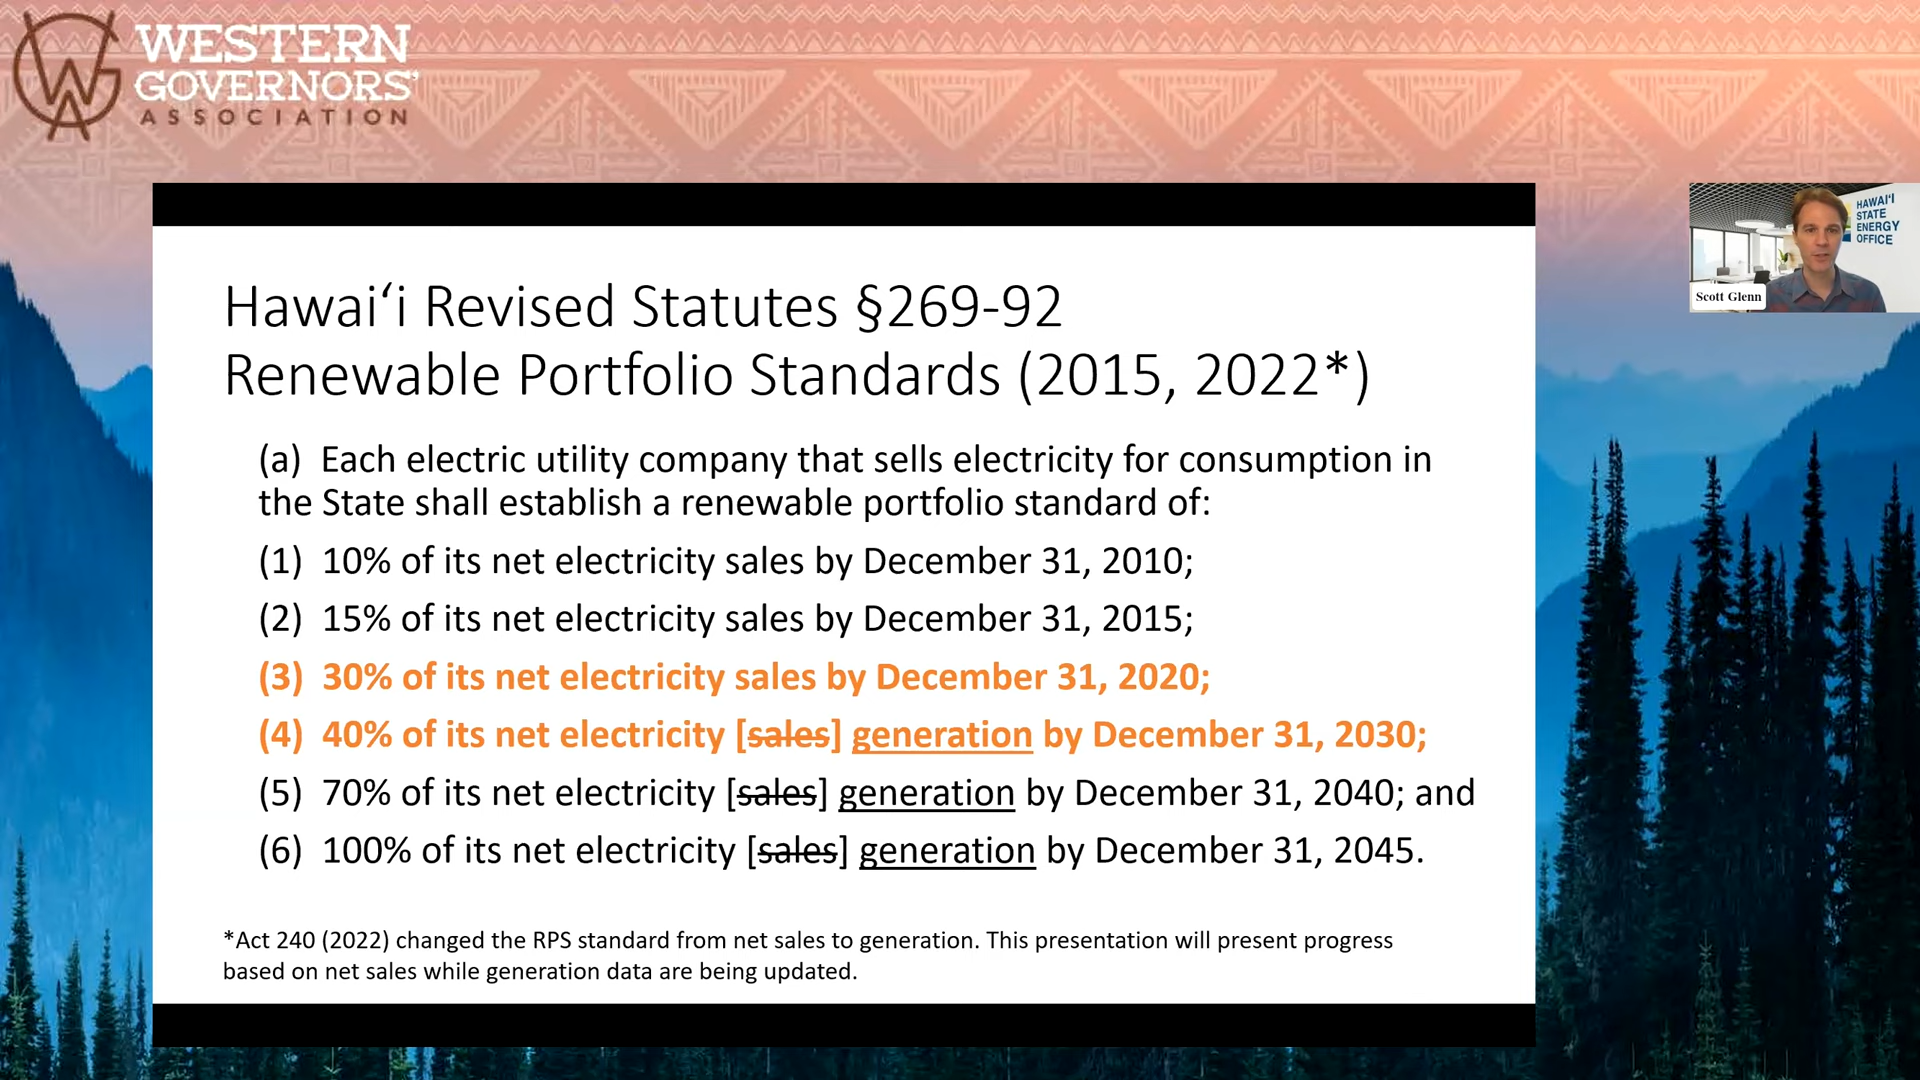 WESTERN
GOVERNORS'
ASSOCIATION
HAWAIʻI
STATE
ENERGY
OFFICE
Scott Glenn
Hawaiʻi Revised Statutes §269-92
Renewable Portfolio Standards (2015, 2022*)
(a) Each electric utility company that sells electricity for consumption in
the State shall establish a renewable portfolio standard of:
(1) 10% of its net electricity sales by December 31, 2010;
(2) 15% of its net electricity sales by December 31, 2015;
(3) 30% of its net electricity sales by December 31, 2020;
(4) 40% of its net electricity [sales] generation by December 31, 2030;
(5) 70% of its net electricity [sales] generation by December 31, 2040; and
(6) 100% of its net electricity [sales] generation by December 31, 2045.
*Act 240 (2022) changed the RPS standard from net sales to generation. This presentation will present progress
based on net sales while generation data are being updated.